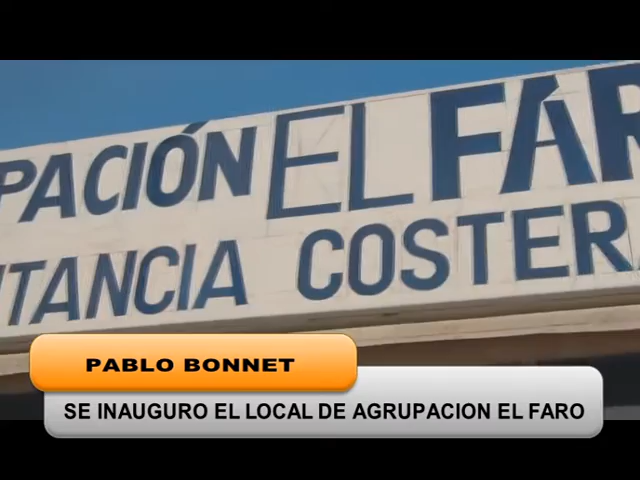 PACIÓN EL FÁR
TANCIA COSTER
PABLO BONNET
SE INAUGURO EL LOCAL DE AGRUPACION EL FARO